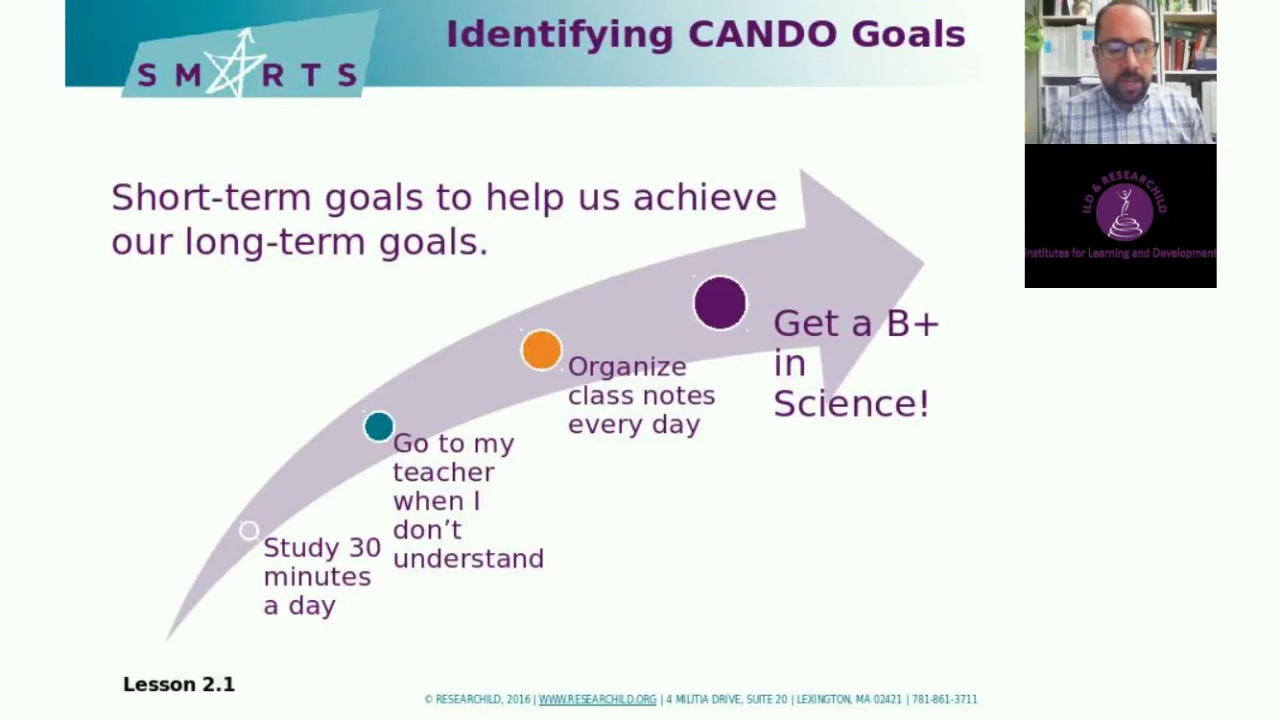 Identifying CANDO Goals
SMARTS
Short-term goals to help us achieve
our long-term goals.
Get a B+
in
Science!
Organize
class notes
every day
Go to my
teacher
when I
don’t
understand
Study 30
minutes
a day
Lesson 2.1
© RESEARCHILD, 2016 | WWW.RESEARCHILD.ORG | 4 MILITIA DRIVE, SUITE 20 | LEXINGTON, MA 02421 | 781-861-3711
ILD & RESEARCHILD
Institutes for Learning and Development